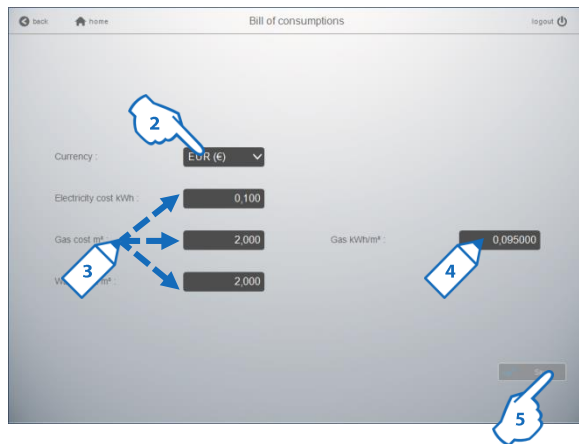 back home Bill of consumptions logout
2
Currency : EUR (€)
Electricity cost kWh : 0,100
Gas cost m³ : 2,000 Gas kWh/m³ : 0,095000
3 4
m³ : 2,000
5